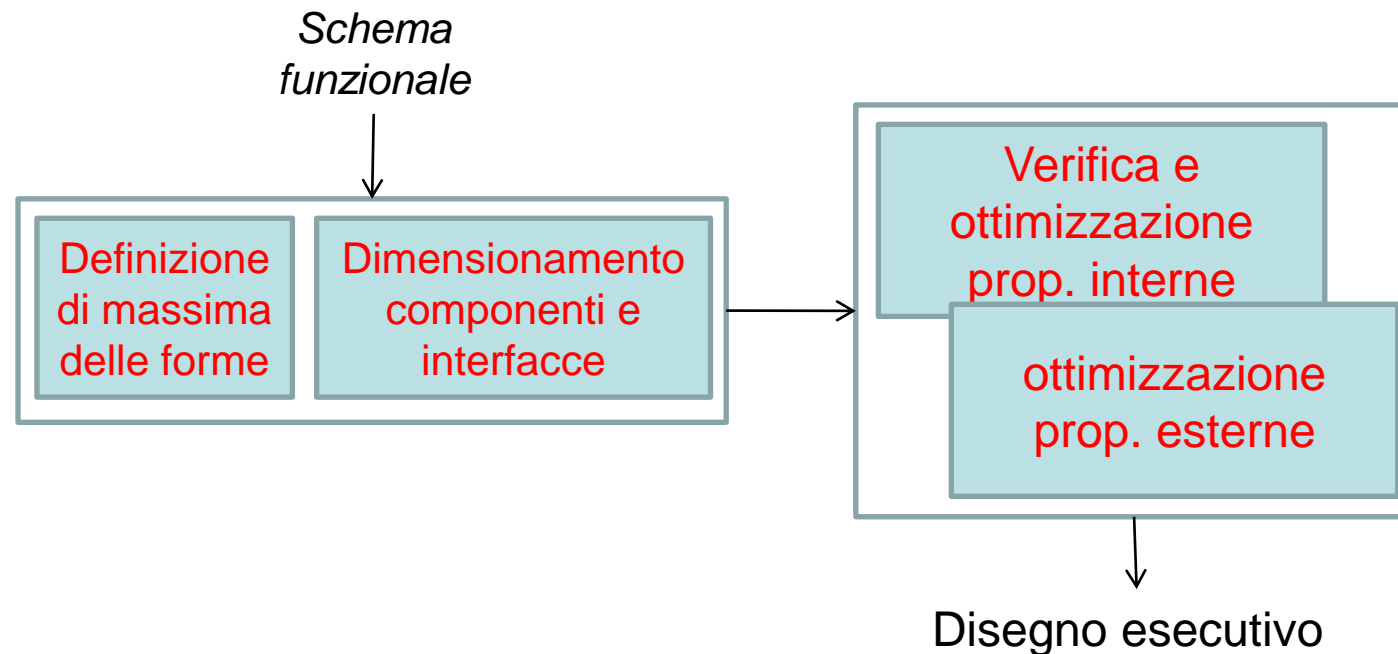 Schema
funzionale
Definizione
di massima
delle forme
Dimensionamento
componenti e
interfacce
Verifica e
ottimizzazione
prop. interne
ottimizzazione
prop. esterne
Disegno esecutivo